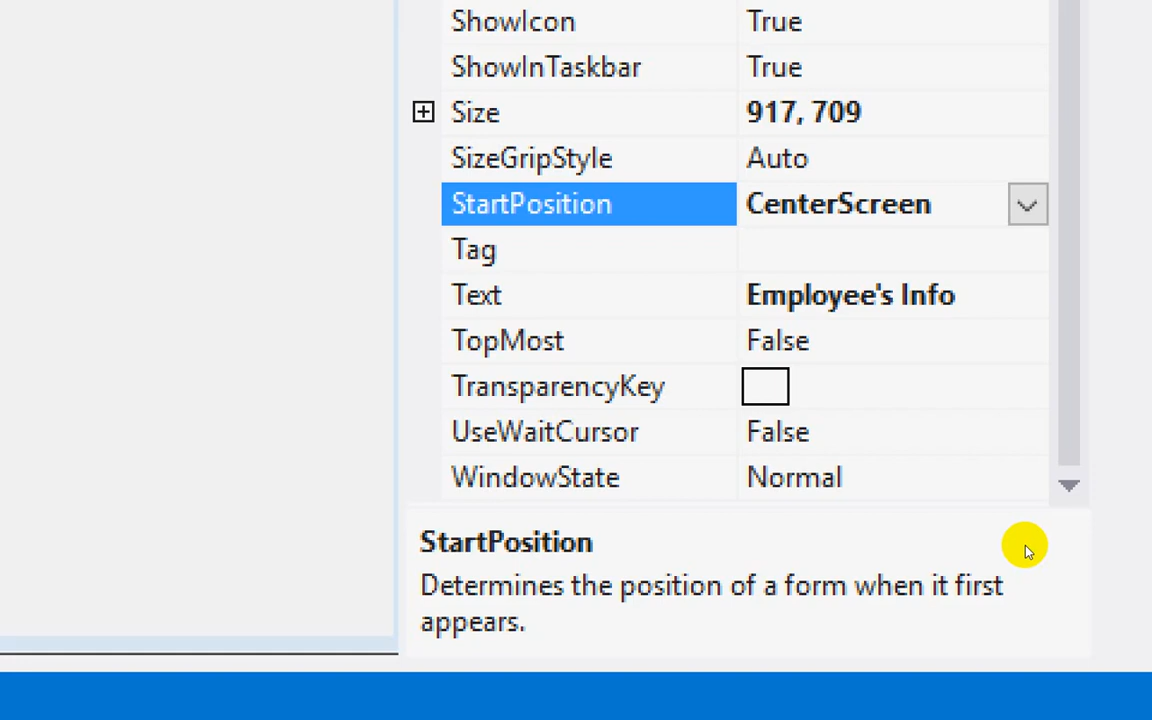 ShowIcon True
ShowInTaskbar True
Size 917, 709
SizeGripStyle Auto
StartPosition CenterScreen
Tag
Text Employee's Info
TopMost False
TransparencyKey
UseWaitCursor False
WindowState Normal
StartPosition
Determines the position of a form when it first
appears.